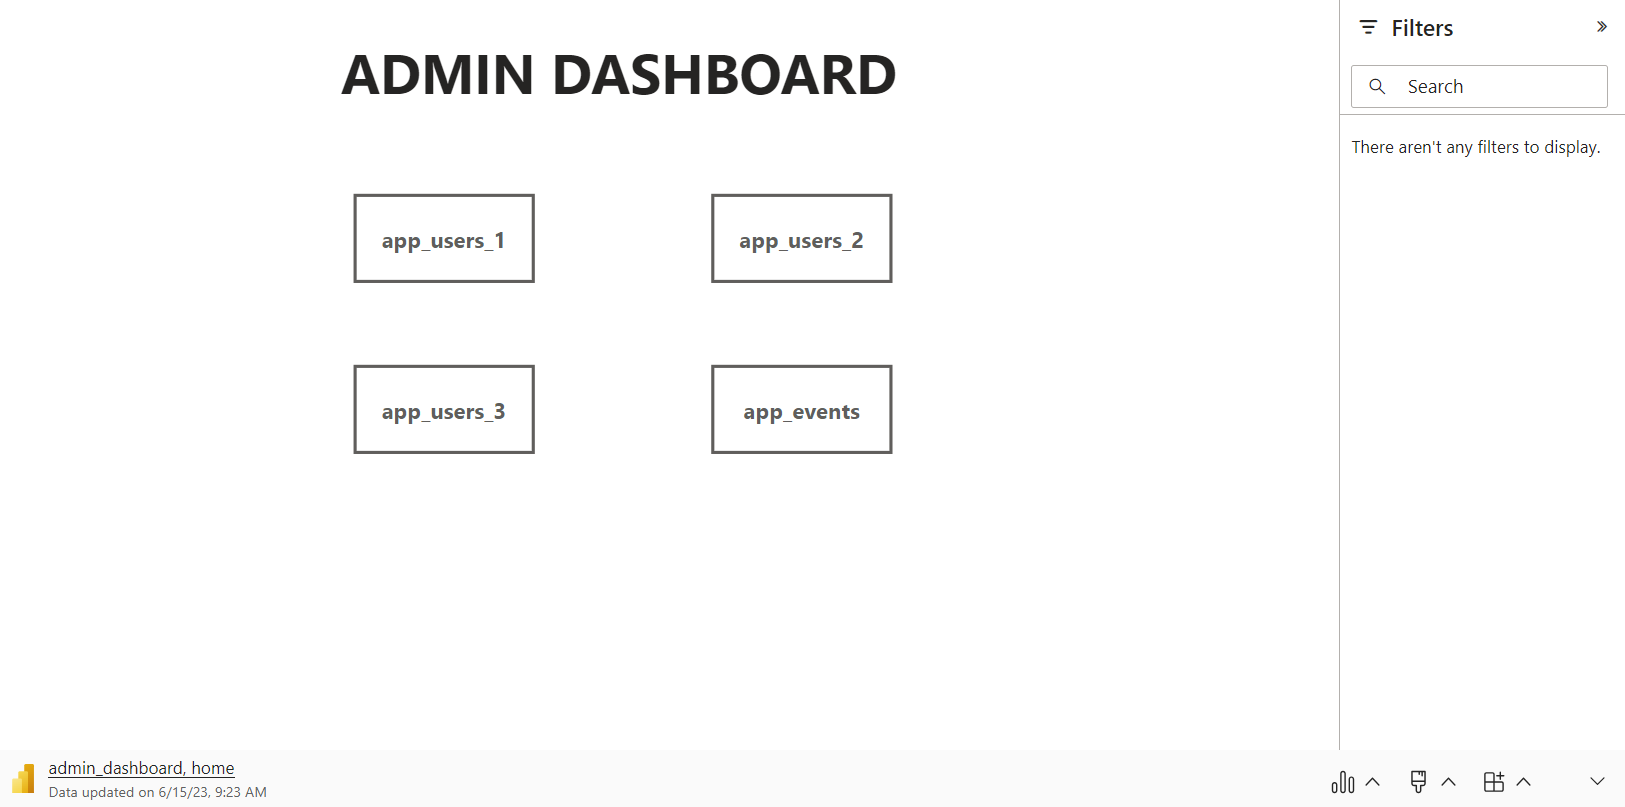 ADMIN DASHBOARD
app_users_1
app_users_2
app_users_3
app_events
Filters
Search
There aren't any filters to display.
admin_dashboard, home
Data updated on 6/15/23, 9:23 AM